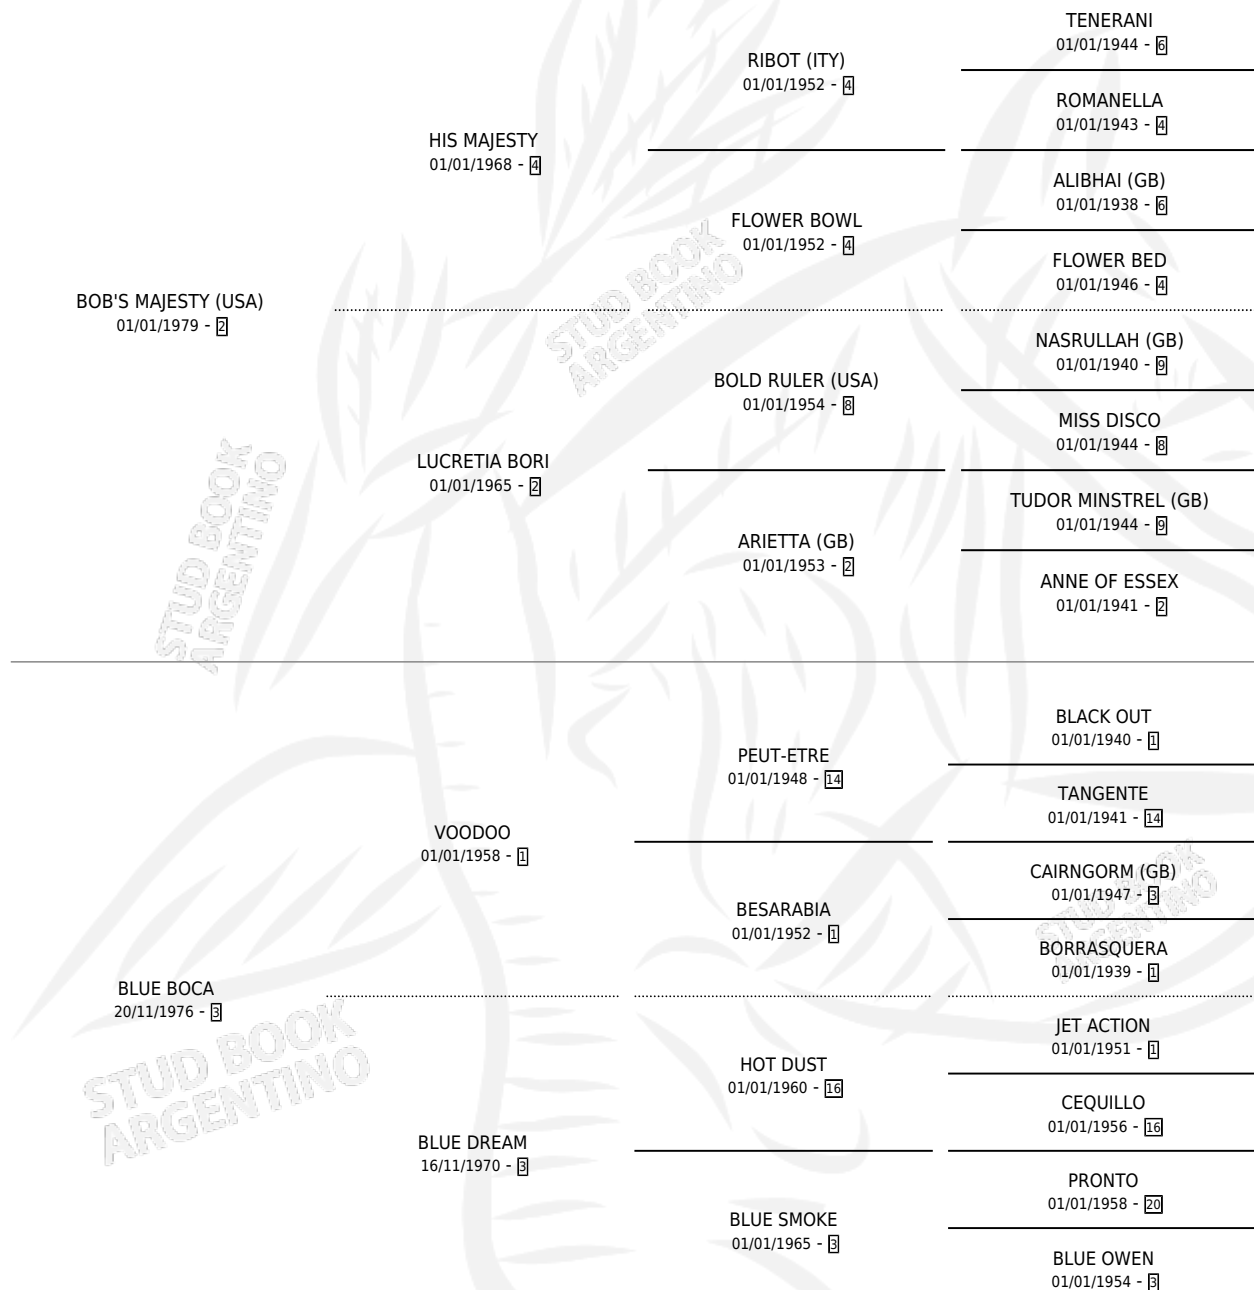 TENERANI
01/01/1944 - 6
RIBOT (ITY)
01/01/1952 - 4
ROMANELLA
01/01/1943 - 4
HIS MAJESTY
01/01/1968 - 4
ALIBHAI (GB)
01/01/1938 - 6
FLOWER BOWL
01/01/1952 - 4
FLOWER BED
01/01/1946 - 4
BOB'S MAJESTY (USA)
01/01/1979 - 2
NASRULLAH (GB)
01/01/1940 - 9
BOLD RULER (USA)
01/01/1954 - 8
MISS DISCO
01/01/1944 - 8
LUCRETIA BORI
01/01/1965 - 2
TUDOR MINSTREL (GB)
01/01/1944 - 9
ARIETTA (GB)
01/01/1953 - 2
ANNE OF ESSEX
01/01/1941 - 2
BLACK OUT
01/01/1940 - 1
PEUT-ETRE
01/01/1948 - 14
TANGENTE
01/01/1941 - 14
VOODOO
01/01/1958 - 1
CAIRNGORM (GB)
01/01/1947 - 3
BESARABIA
01/01/1952 - 1
BORRASQUERA
01/01/1939 - 1
BLUE BOCA
20/11/1976 - 3
JET ACTION
01/01/1951 - 1
HOT DUST
01/01/1960 - 16
CEQUILLO
01/01/1956 - 16
BLUE DREAM
16/11/1970 - 3
PRONTO
01/01/1958 - 20
BLUE SMOKE
01/01/1965 - 3
BLUE OWEN
01/01/1954 - 3
STUD BOOK
ARGENTINO
STUD BOOK
ARGENTINO
STUD BOOK
ARGENTINO
STUD BOOK
ARGENTINO